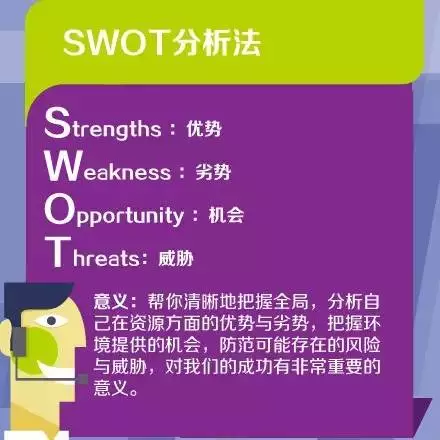 SWOT分析法
Strengths：优势
Weakness：劣势
Opportunity：机会
Threats：威胁
意义：帮你清晰地把握全局，分析自
己在资源方面的优势与劣势，把握环
境提供的机会，防范可能存在的风险
与威胁，对我们的成功有非常重要的
意义。